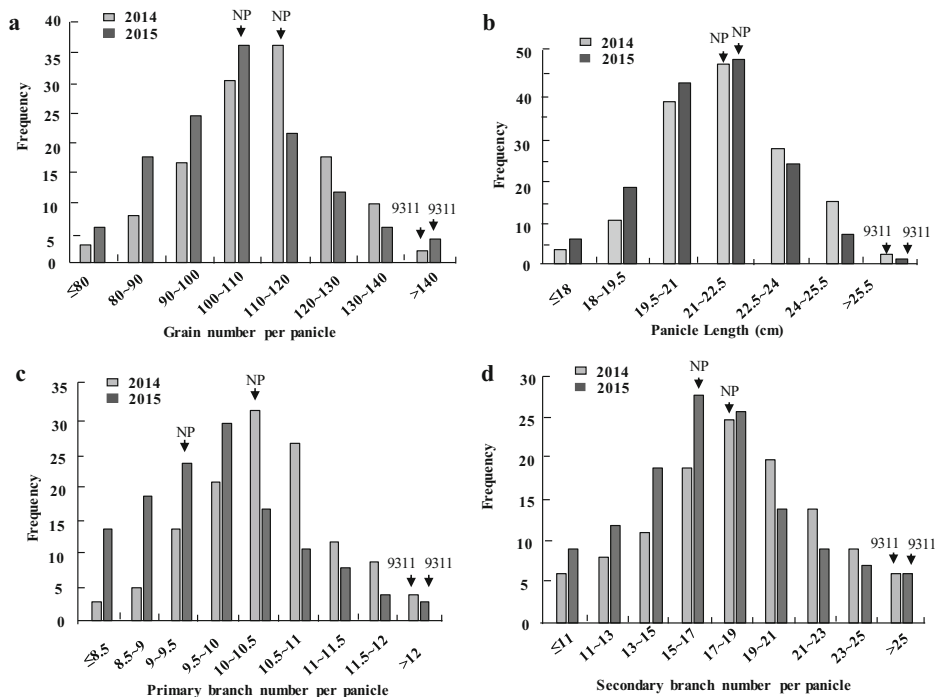 a
2014
2015
NP
NP
9311 9311
Frequency
40
35
30
25
20
15
10
5
0
≤80 80~90 90~100 100~110 110~120 120~130 130~140 >140
Grain number per panicle
b
2014
2015
NP NP
9311 9311
Frequency
50
40
30
20
10
0
≤18 18~19.5 19.5~21 21~22.5 22.5~24 24~25.5 >25.5
Panicle Length (cm)
c
2014
2015
NP
NP
9311 9311
Frequency
35
30
25
20
15
10
5
0
≤8.5 8.5~9 9~9.5 9.5~10 10~10.5 10.5~11 11~11.5 11.5~12 >12
Primary branch number per panicle
d
2014
2015
NP
NP
9311 9311
Frequency
30
25
20
15
10
5
0
≤11 11~13 13~15 15~17 17~19 19~21 21~23 23~25 >25
Secondary branch number per panicle